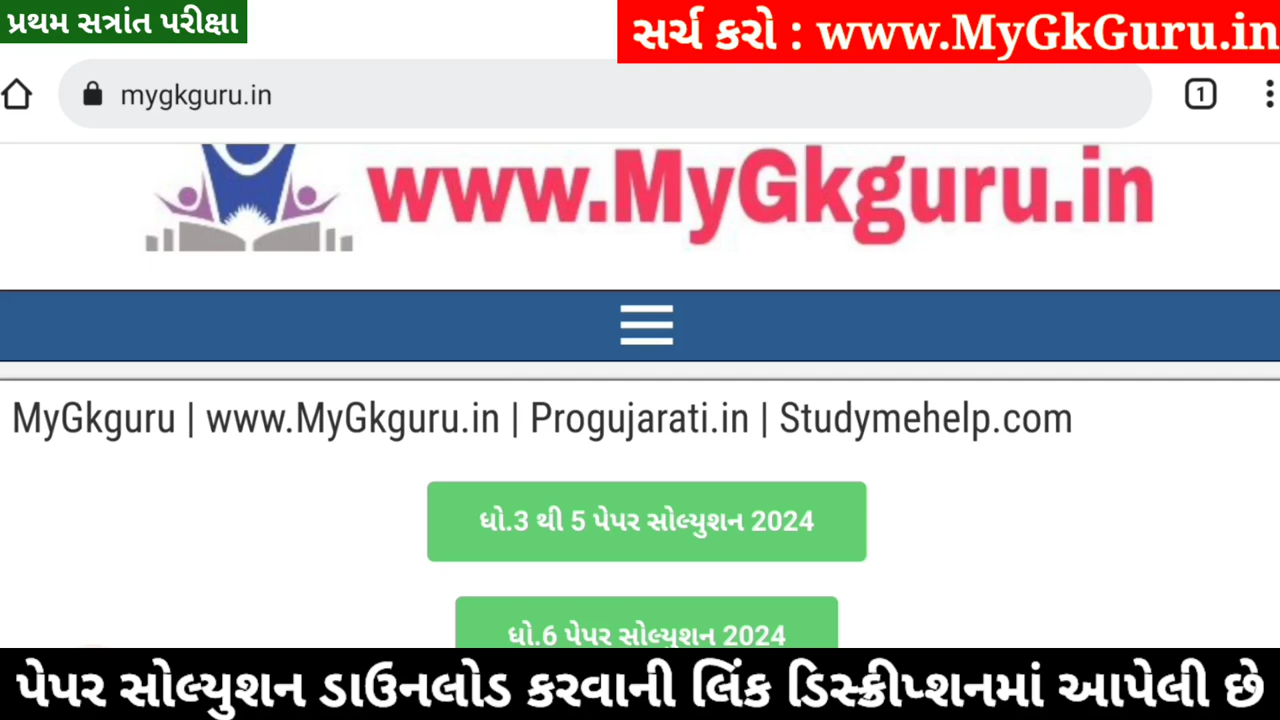 પ્રથમ સત્રાંત પરીક્ષા
સર્ચ કરો : www.MyGkGuru.in
mygkguru.in
1
www.MyGkguru.in
MyGkguru | www.MyGkguru.in | Progujarati.in | Studymehelp.com
ધો.3 થી 5 પેપર સોલ્યુશન 2024
ધો.6 પેપર સોલ્યુશન 2024
પેપર સોલ્યુશન ડાઉનલોડ કરવાની લિંક ડિસ્ક્રીપ્શનમાં આપેલી છે